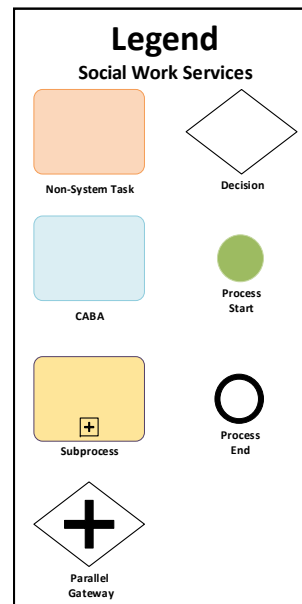 Legend
Social Work Services
Non-System Task
Decision
CABA
Process
Start
Subprocess
Process
End
Parallel
Gateway